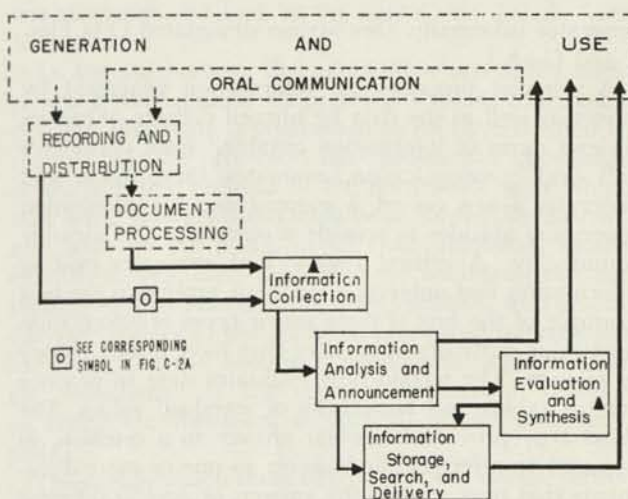 GENERATION AND USE
ORAL COMMUNICATION
RECORDING AND
DISTRIBUTION
DOCUMENT
PROCESSING
Information
Collection
O SEE CORRESPONDING
SYMBOL IN FIG. C-2A
O
Information
Analysis and
Announcement
Information
Evaluation
and
Synthesis
Information
Storage,
Search, and
Delivery